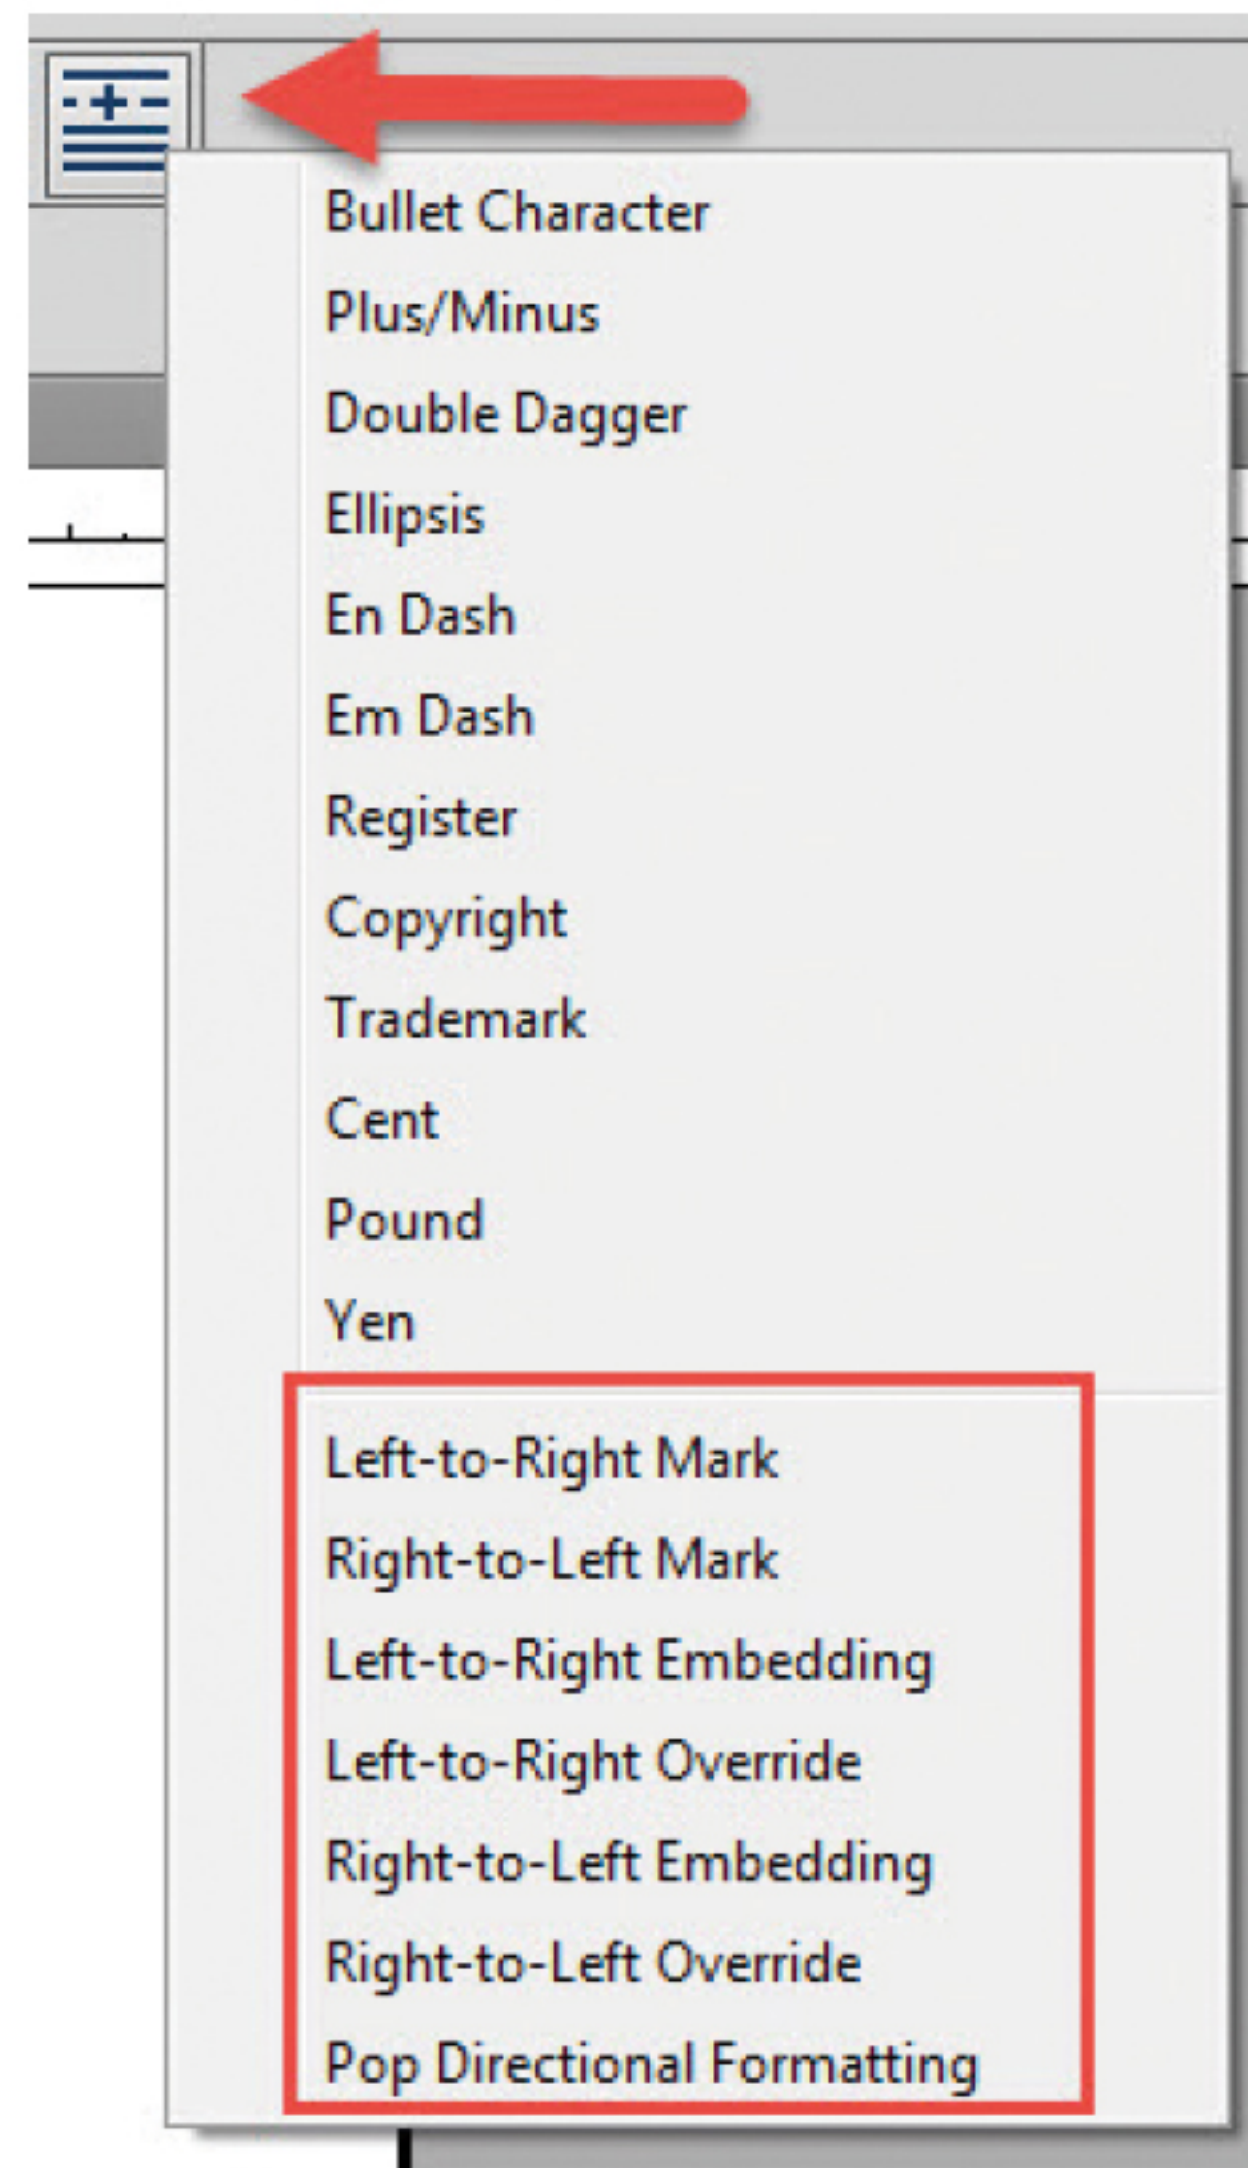 Bullet Character
Plus/Minus
Double Dagger
Ellipsis
En Dash
Em Dash
Register
Copyright
Trademark
Cent
Pound
Yen
Left-to-Right Mark
Right-to-Left Mark
Left-to-Right Embedding
Left-to-Right Override
Right-to-Left Embedding
Right-to-Left Override
Pop Directional Formatting